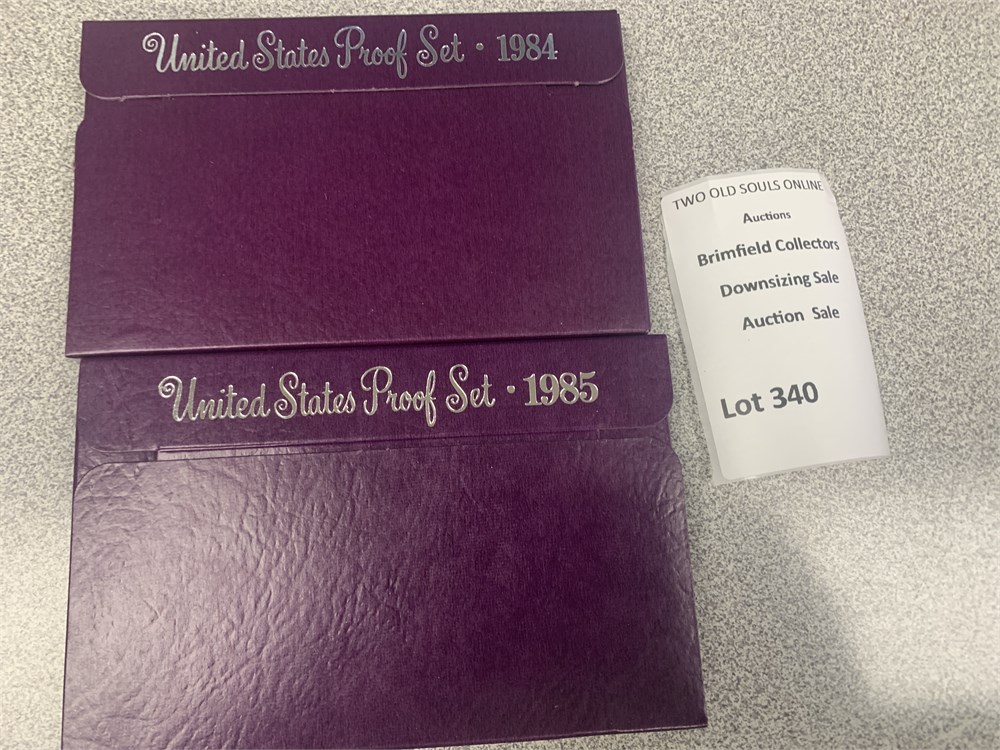 United States Proof Set · 1984
United States Proof Set · 1985
TWO OLD SOULS ONLINE
Auctions
Brimfield Collectors
Downsizing Sale
Auction Sale
Lot 340